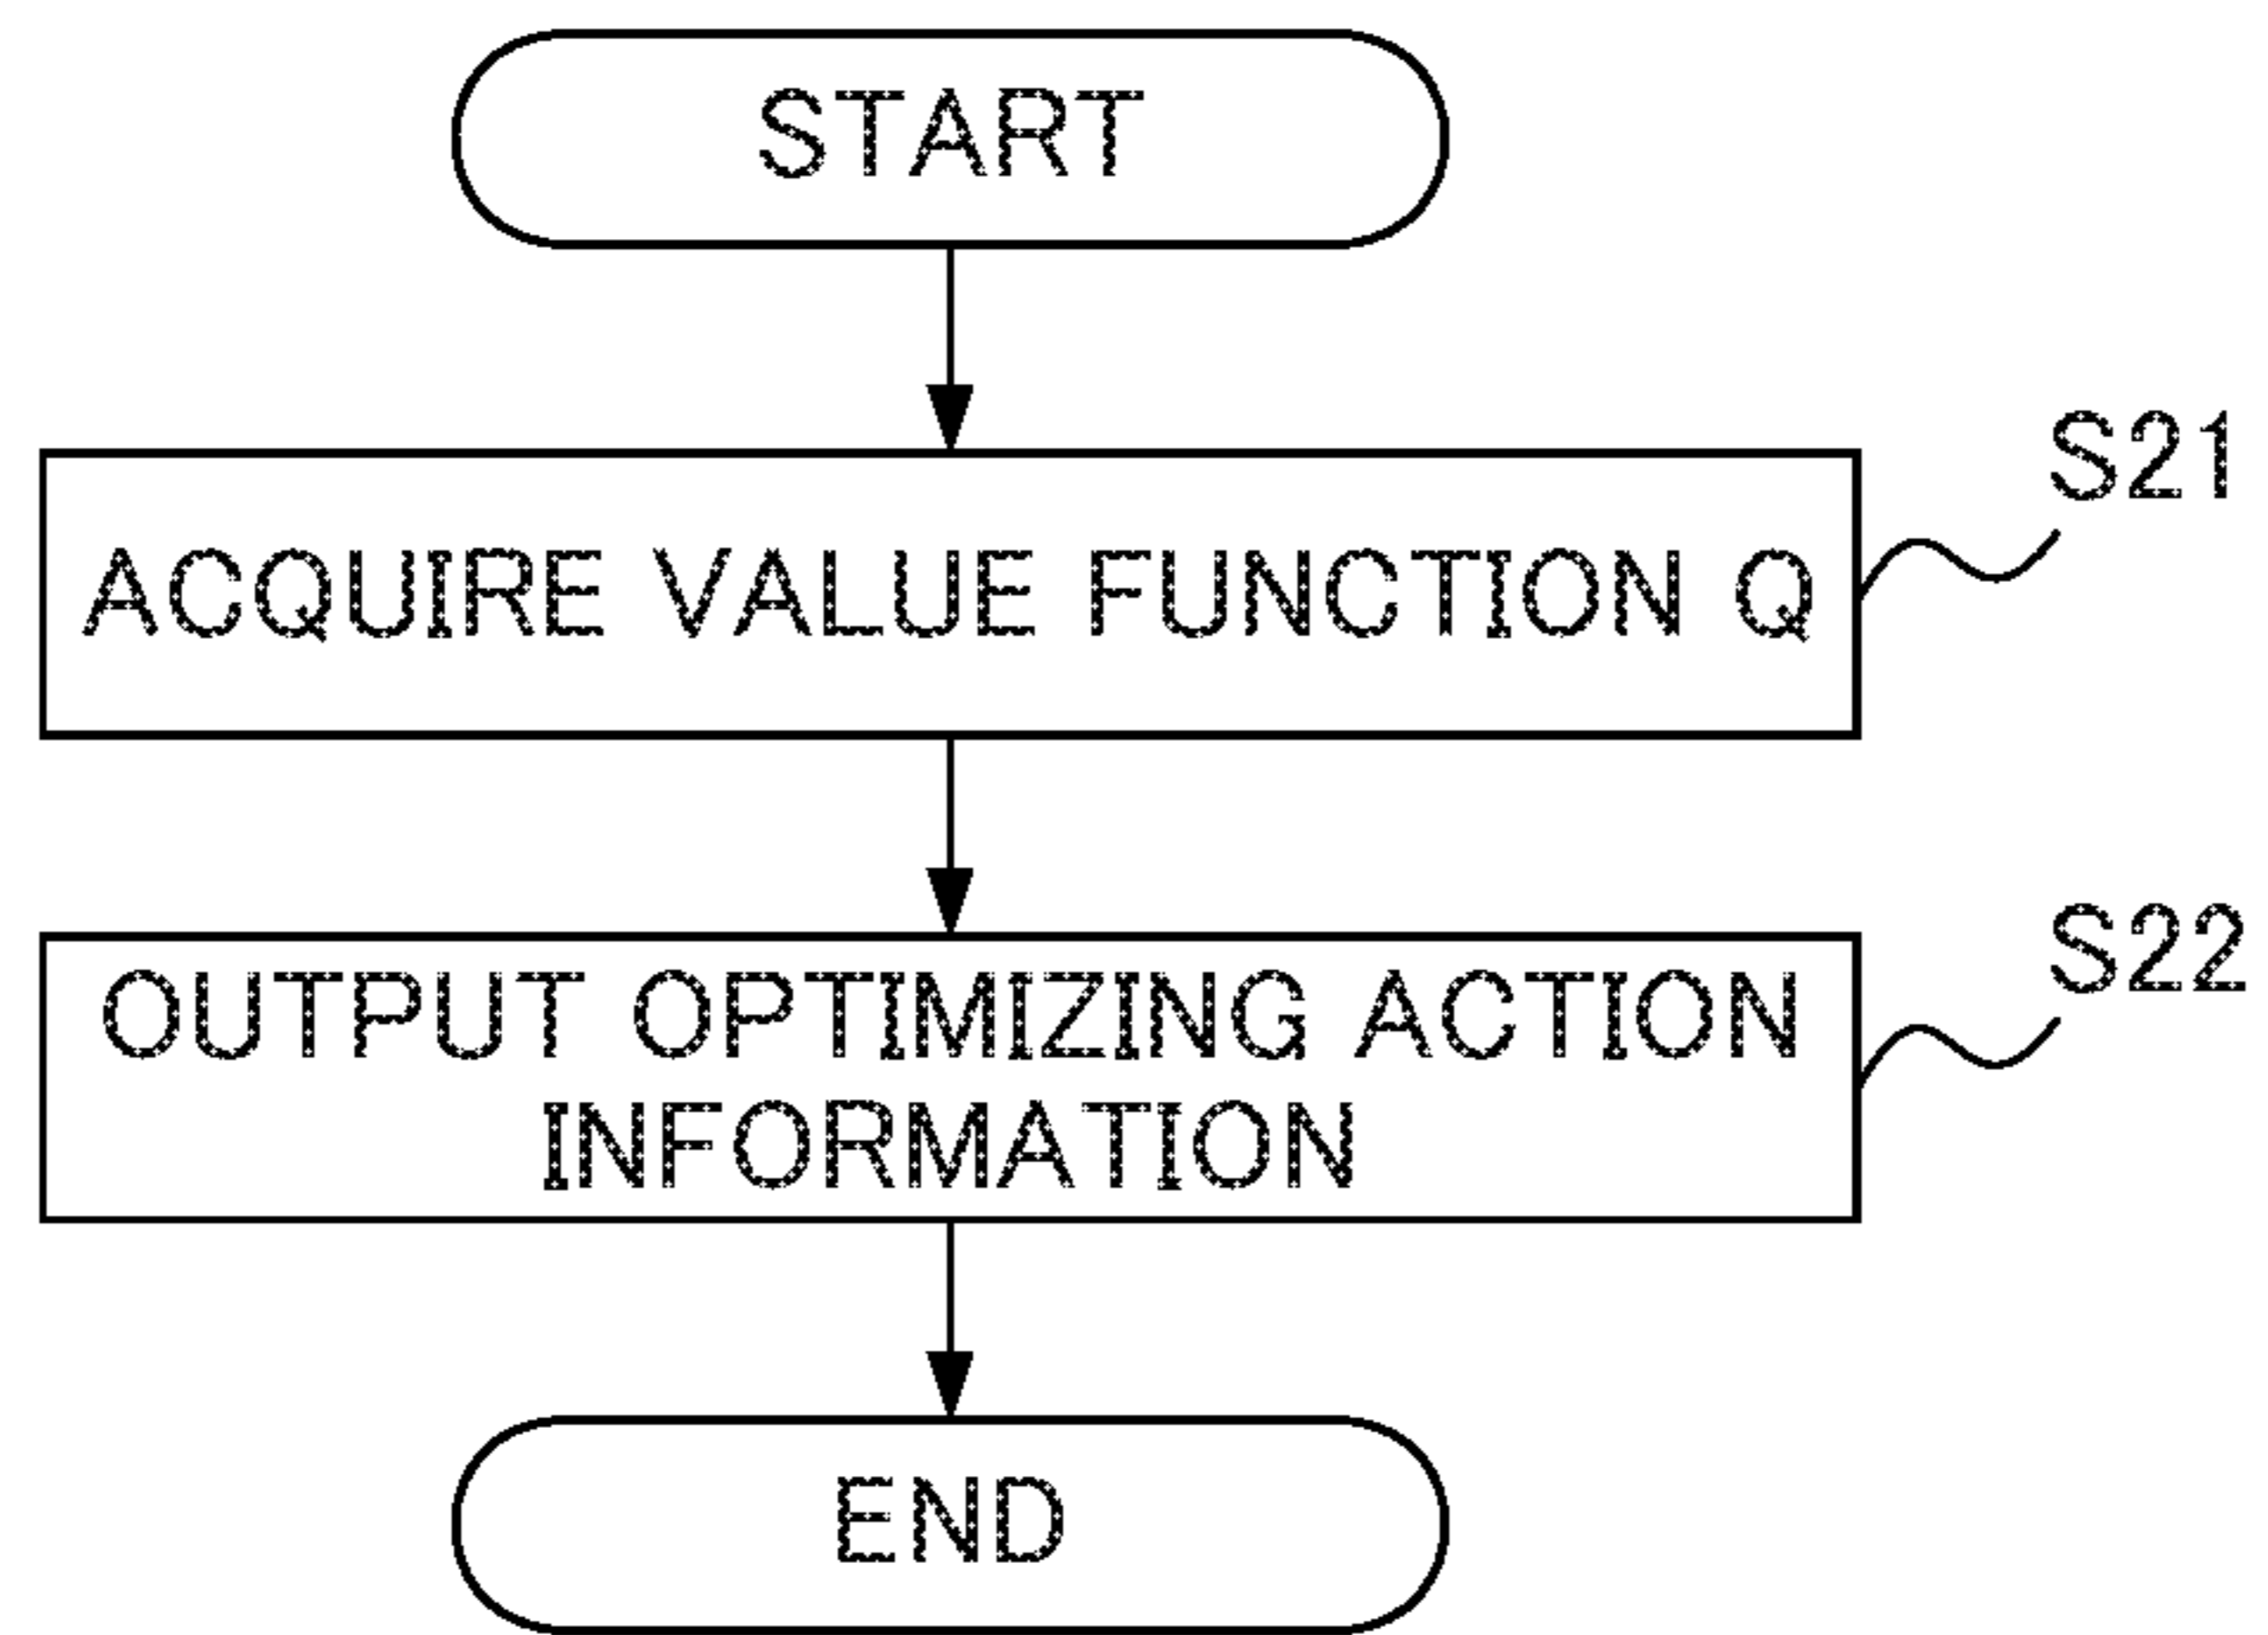 START
S21
ACQUIRE VALUE FUNCTION Q
S22
OUTPUT OPTIMIZING ACTION
INFORMATION
END